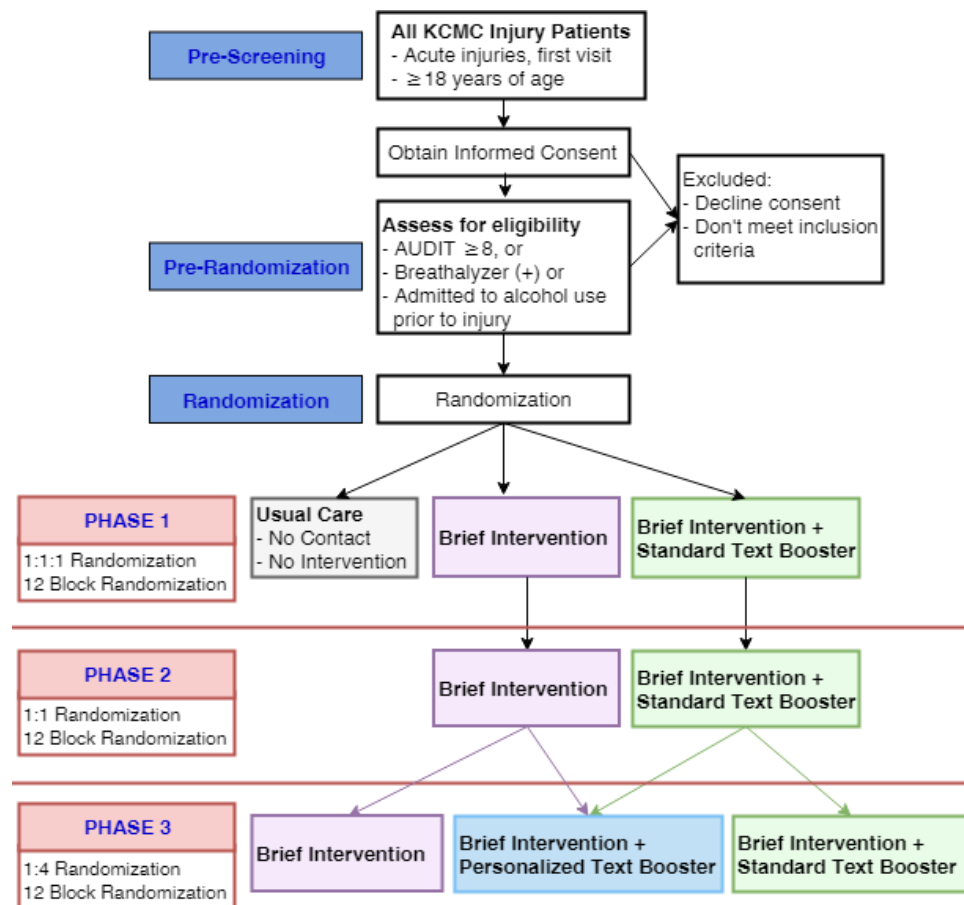 Pre-Screening
All KCMC Injury Patients
- Acute injuries, first visit
- ≥18 years of age
Obtain Informed Consent
Excluded:
- Decline consent
- Don't meet inclusion
criteria
Pre-Randomization
Assess for eligibility
- AUDIT ≥8, or
- Breathalyzer (+) or
- Admitted to alcohol use
prior to injury
Randomization
Randomization
PHASE 1
1:1:1 Randomization
12 Block Randomization
Usual Care
- No Contact
- No Intervention
Brief Intervention
Brief Intervention +
Standard Text Booster
PHASE 2
1:1 Randomization
12 Block Randomization
Brief Intervention
Brief Intervention +
Standard Text Booster
PHASE 3
1:4 Randomization
12 Block Randomization
Brief Intervention
Brief Intervention +
Personalized Text Booster
Brief Intervention +
Standard Text Booster